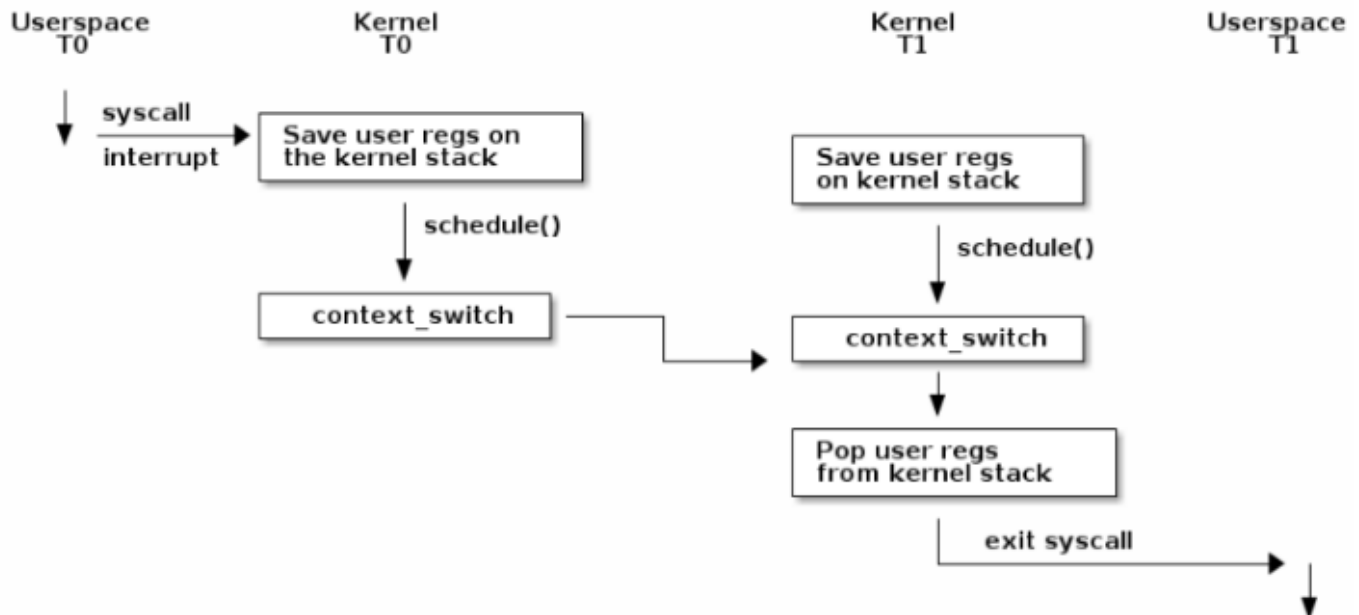 Userspace
T0
Kernel
T0
Kernel
T1
Userspace
T1
syscall
interrupt
Save user regs on
the kernel stack
Save user regs
on kernel stack
schedule()
schedule()
context_switch
context_switch
Pop user regs
from kernel stack
exit syscall